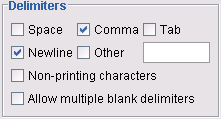 Delimiters
Space Comma Tab
Newline Other
Non-printing characters
Allow multiple blank delimiters